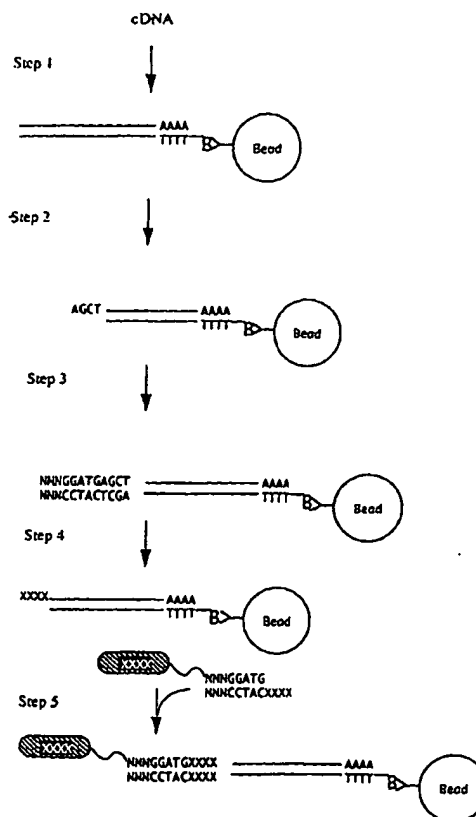 cDNA
Step 1
AAAA
TTTT
B
Bead
Step 2
AGCT
AAAA
TTTT
B
Bead
Step 3
NNNGGATGAGCT
NNNCCTACTCGA
AAAA
TTTT
B
Bead
Step 4
XXXX
AAAA
TTTT
B
Bead
XXXX
NNNGGATG
NNNCCTACXXXX
Step 5
XXXX
NNNGGATGXXXX
NNNCCTACXXXX
AAAA
TTTT
B
Bead